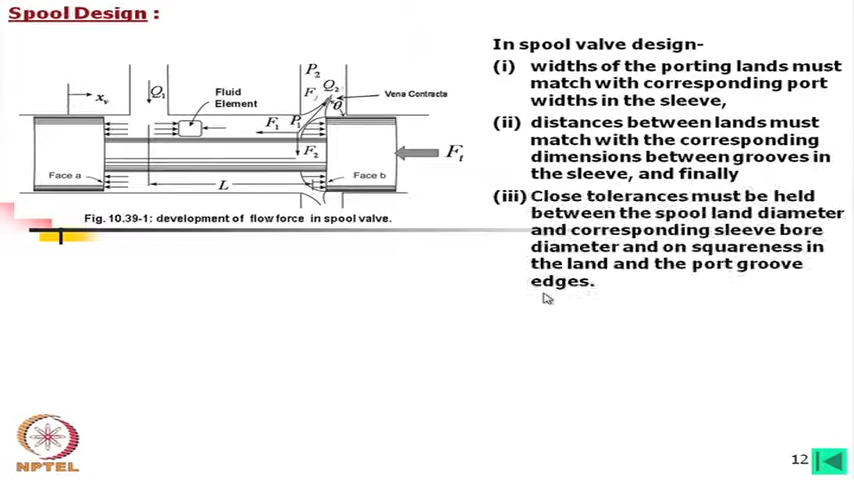 Spool Design :
In spool valve design-
(i) widths of the porting lands must
match with corresponding port
widths in the sleeve,
(ii) distances between lands must
match with the corresponding
dimensions between grooves in
the sleeve, and finally
(iii) Close tolerances must be held
between the spool land diameter
and corresponding sleeve bore
diameter and on squareness in
the land and the port groove
edges.
P2
Q1
Fluid
Element
Fj
Q2
Vena Contracta
xv
θ
F1
P1
F2
Ft
Face a
L
Face b
Fig. 10.39-1: development of flow force in spool valve.
NPTEL
12